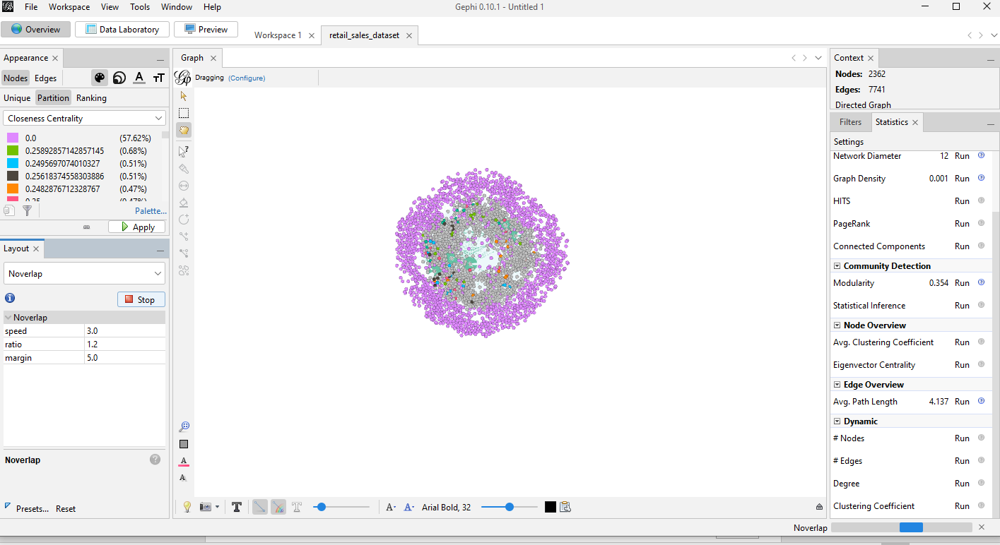 File Workspace View Tools Window Help
Gephi 0.10.1 - Untitled 1
Overview Data Laboratory Preview
Workspace 1 retail_sales_dataset
Appearance
Nodes Edges
Unique Partition Ranking
Closeness Centrality
0.0 (57.62%)
0.25892857142857145 (0.68%)
0.2495697074010327 (0.51%)
0.25618374558303886 (0.51%)
0.2482876712328767 (0.47%)
0.25 (0.47%)
Palette...
Apply
Layout
Noverlap
Stop
Noverlap
speed 3.0
ratio 1.2
margin 5.0
Noverlap
Presets... Reset
Graph
Dragging (Configure)
Arial Bold, 32
Context
Nodes: 2362
Edges: 7741
Directed Graph
Filters Statistics
Settings
Network Diameter 12 Run
Graph Density 0.001 Run
HITS Run
PageRank Run
Connected Components Run
Community Detection
Modularity 0.354 Run
Statistical Inference Run
Node Overview
Avg. Clustering Coefficient Run
Eigenvector Centrality Run
Edge Overview
Avg. Path Length 4.137 Run
Dynamic
# Nodes Run
# Edges Run
Degree Run
Clustering Coefficient Run
Noverlap